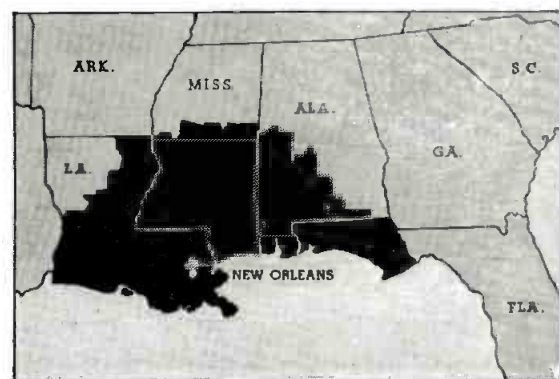 ARK.
MISS.
ALA.
S.C.
GA.
LA.
NEW ORLEANS
FLA.